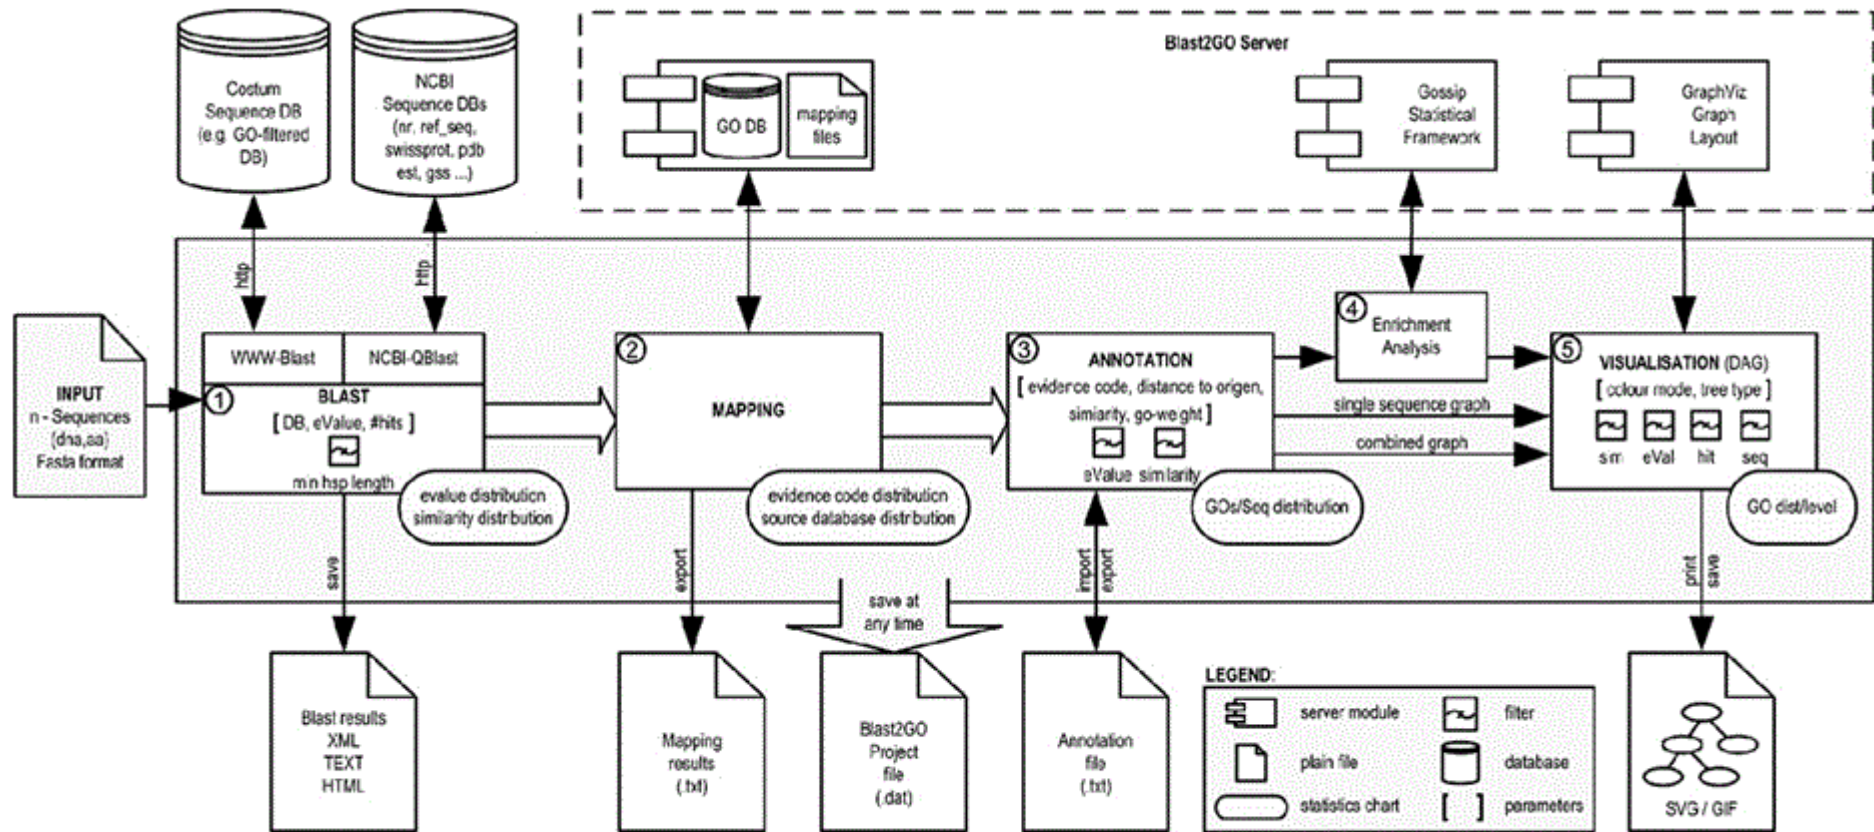 Blast2GO Server
Costum
Sequence DB
(e.g. GO-filtered
DB)
NCBI
Sequence DBs
(nr, ref_seq,
swissprot, pdb
est, gss ...)
GO DB
mapping
files
Gossip
Statistical
Framework
GraphViz
Graph
Layout
http
Http
INPUT
n - Sequences
(dna,aa)
Fasta format
WWW-Blast
NCBI-QBlast
1
BLAST
[ DB, eValue, #hits ]
min hsp length
evalue distribution
similarity distribution
2
MAPPING
evidence code distribution
source database distribution
3
ANNOTATION
[ evidence code, distance to origen,
simiarity, go-weight ]
eValue similarity
GOs/Seq distribution
4
Enrichment
Analysis
single sequence graph
combined graph
5
VISUALISATION (DAG)
[ colour mode, tree type ]
sim eVal hit seq
GO dist/level
save
export
save at
any time
import
export
print
save
Blast results
XML
TEXT
HTML
Mapping
results
(.txt)
Blast2GO
Project
file
(.dat)
Annotation
file
(.txt)
LEGEND:
server module
filter
plain file
database
statistics chart
[ ] parameters
SVG / GIF